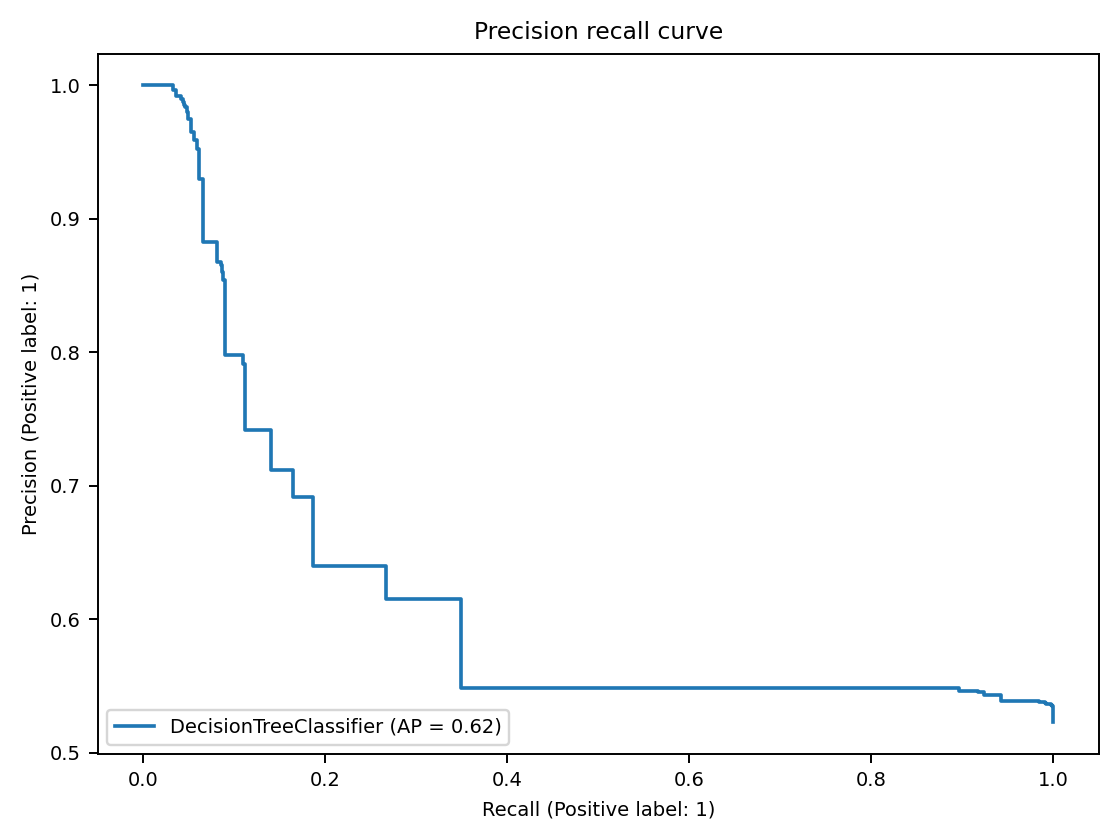 Precision recall curve
1.0
0.9
0.8
0.7
0.6
0.5
Precision (Positive label: 1)
DecisionTreeClassifier (AP = 0.62)
0.0 0.2 0.4 0.6 0.8 1.0
Recall (Positive label: 1)